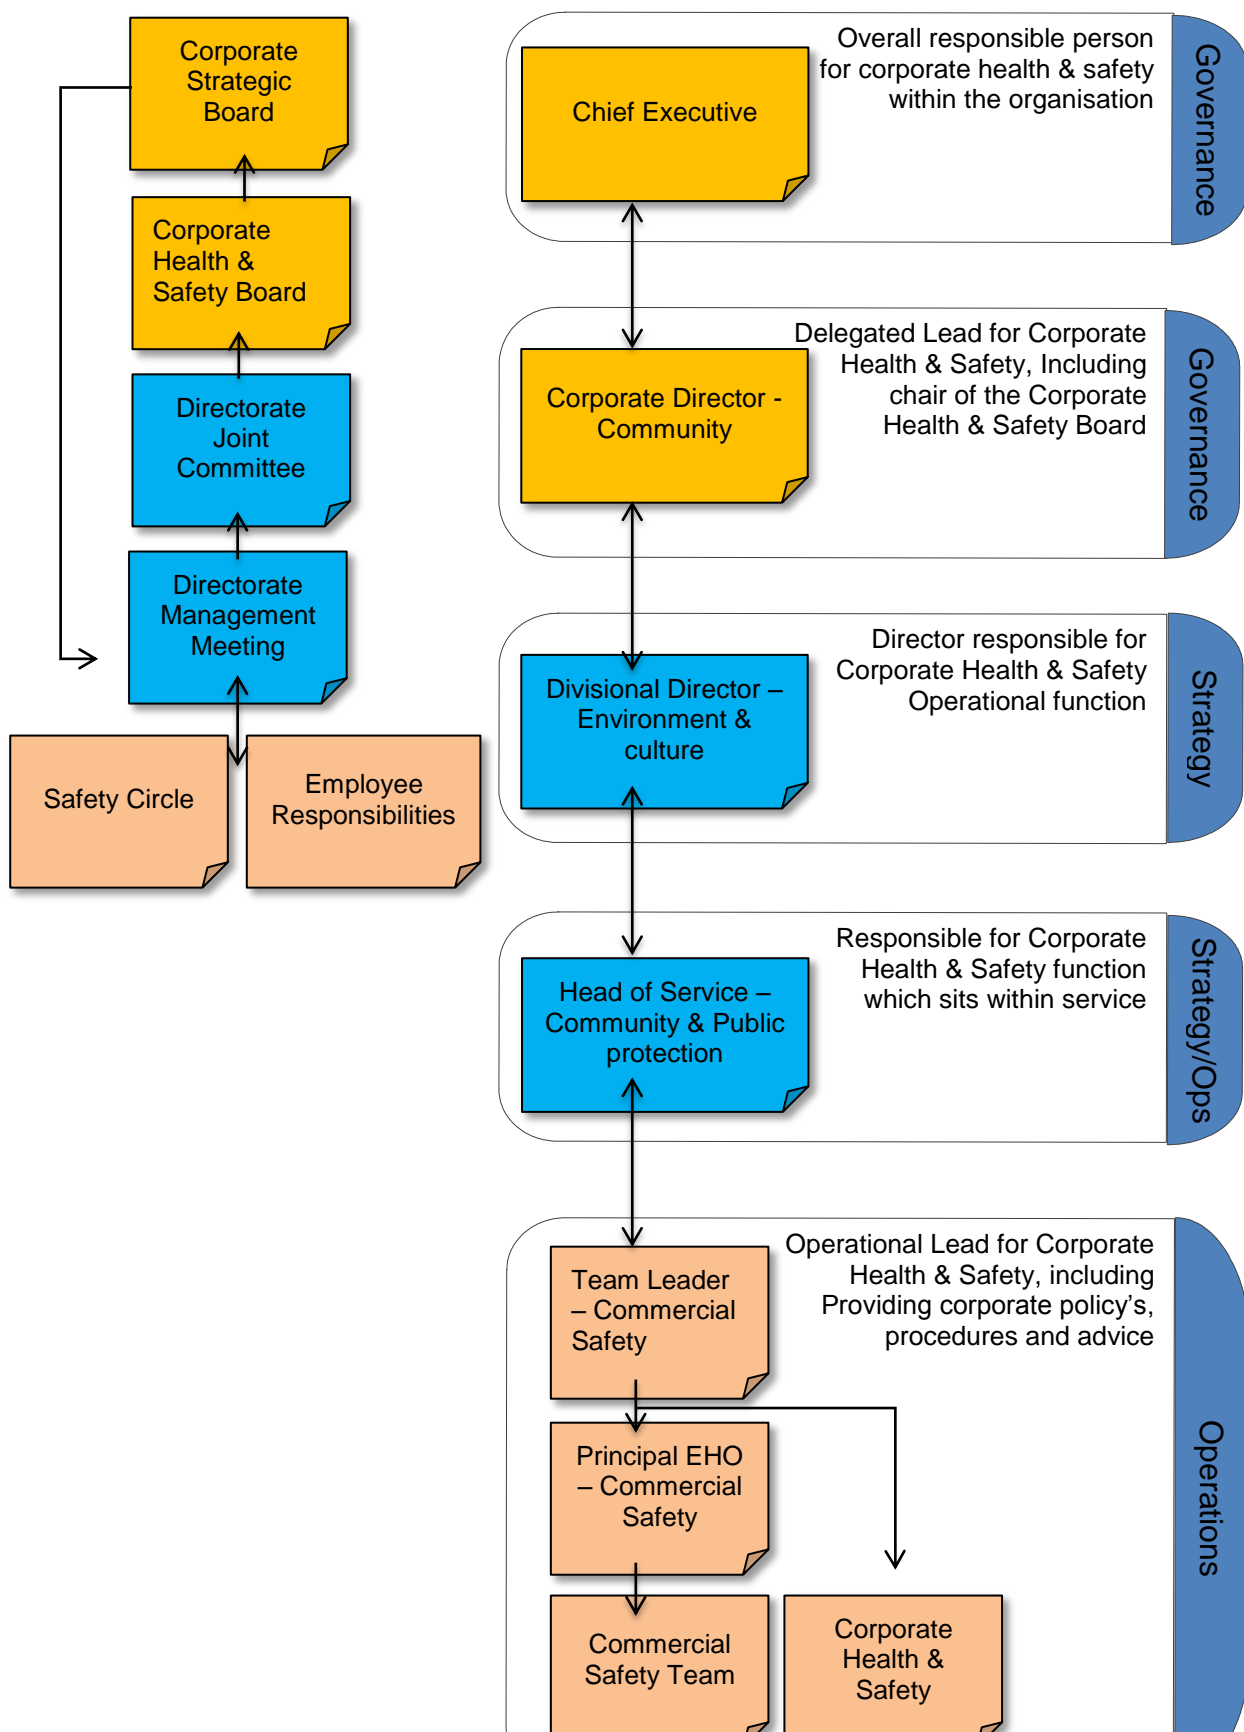 Corporate
Strategic
Board
Corporate
Health &
Safety Board
Directorate
Joint
Committee
Directorate
Management
Meeting
Safety Circle
Employee
Responsibilities
Chief Executive
Overall responsible person
for corporate health & safety
within the organisation
Governance
Corporate Director -
Community
Delegated Lead for Corporate
Health & Safety, Including
chair of the Corporate
Health & Safety Board
Governance
Divisional Director –
Environment &
culture
Director responsible for
Corporate Health & Safety
Operational function
Strategy
Head of Service –
Community & Public
protection
Responsible for Corporate
Health & Safety function
which sits within service
Strategy/Ops
Team Leader
– Commercial
Safety
Operational Lead for Corporate
Health & Safety, including
Providing corporate policy’s,
procedures and advice
Principal EHO
– Commercial
Safety
Commercial
Safety Team
Corporate
Health &
Safety
Operations